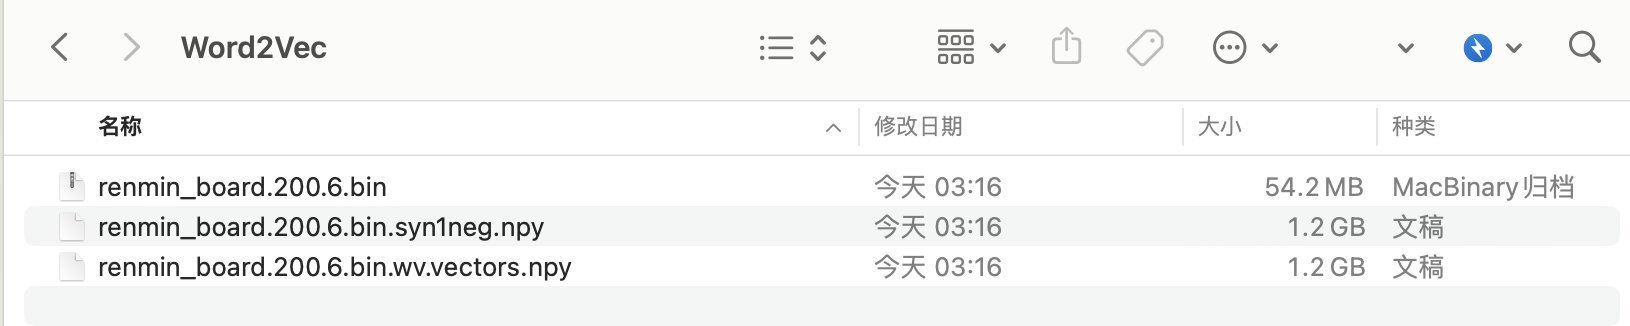 Word2Vec
名称 修改日期 大小 种类
renmin_board.200.6.bin 今天 03:16 54.2 MB MacBinary归档
renmin_board.200.6.bin.syn1neg.npy 今天 03:16 1.2 GB 文稿
renmin_board.200.6.bin.wv.vectors.npy 今天 03:16 1.2 GB 文稿